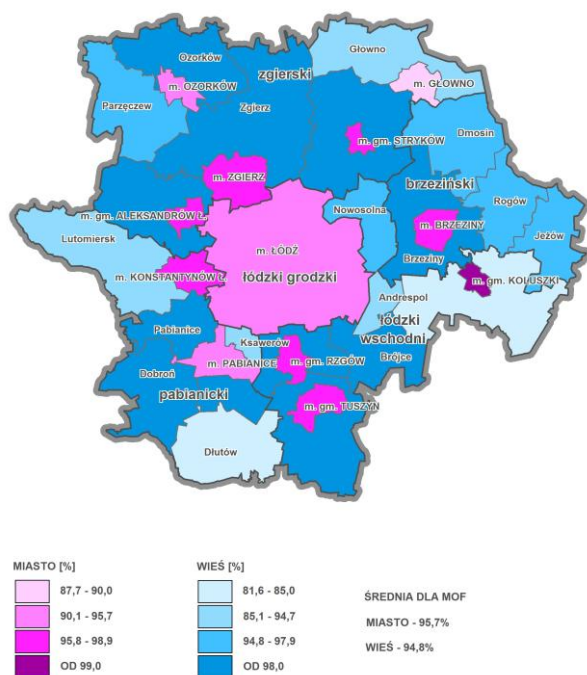 Ozorków
Głowno
zgierski
m. OZORKÓW
m. GŁOWNO
Parzęczew
Zgierz
Dmosin
m. gm. STRYKÓW
m. ZGIERZ
brzeziński
m. gm. ALEKSANDRÓW Ł.
Nowosolna
Rogów
Lutomiersk
m. BRZEZINY
Jeżów
m. ŁÓDŹ
Brzeziny
m. KONSTANTYNÓW Ł.
łódzki grodzki
m. gm. KOLUSZKI
Andrespol
Pabianice
łódzki
wschodni
Ksawerów
m. PABIANICE
m. gm. RZGÓW
Brójce
Dobroń
pabianicki
m. gm. TUSZYN
Dłutów
MIASTO [%]
87,7 - 90,0
90,1 - 95,7
95,8 - 98,9
OD 99,0
WIEŚ [%]
81,6 - 85,0
85,1 - 94,7
94,8 - 97,9
OD 98,0
ŚREDNIA DLA MOF
MIASTO - 95,7%
WIEŚ - 94,8%